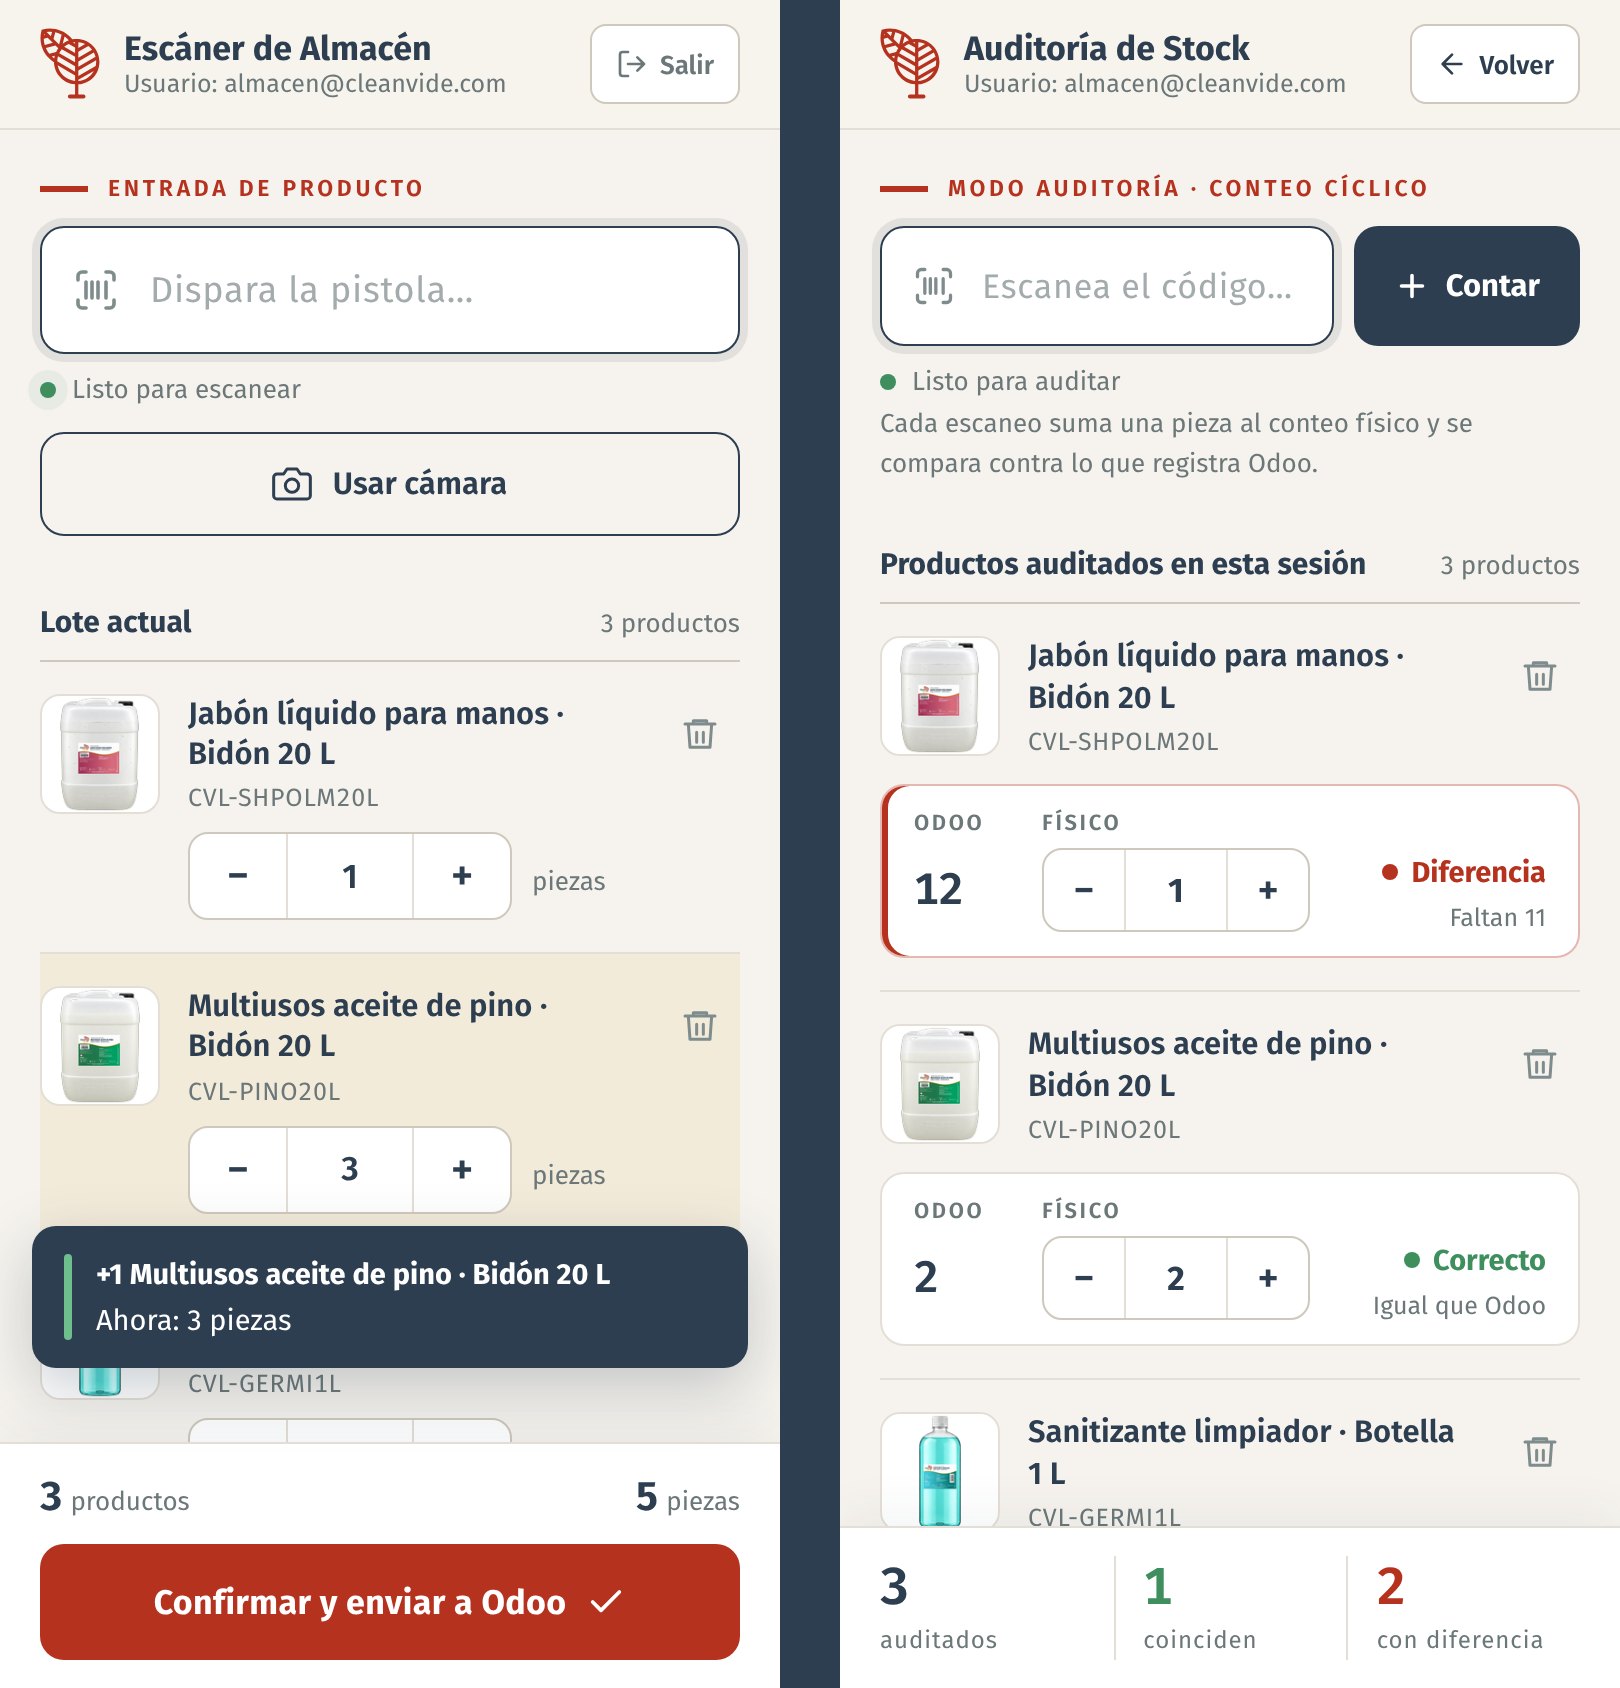 Escáner de Almacén
Usuario: almacen@cleanvide.com
Salir
ENTRADA DE PRODUCTO
Dispara la pistola...
Listo para escanear
Usar cámara
Lote actual
3 productos
Jabón líquido para manos ·
Bidón 20 L
CVL-SHPOLM20L
− 1 + piezas
Multiusos aceite de pino ·
Bidón 20 L
CVL-PINO20L
− 3 + piezas
+1 Multiusos aceite de pino · Bidón 20 L
Ahora: 3 piezas
CVL-GERMI1L
3 productos
5 piezas
Confirmar y enviar a Odoo
Auditoría de Stock
Usuario: almacen@cleanvide.com
Volver
MODO AUDITORÍA · CONTEO CÍCLICO
Escanea el código...
+ Contar
Listo para auditar
Cada escaneo suma una pieza al conteo físico y se
compara contra lo que registra Odoo.
Productos auditados en esta sesión
3 productos
Jabón líquido para manos ·
Bidón 20 L
CVL-SHPOLM20L
ODOO
FÍSICO
12
− 1 +
Diferencia
Faltan 11
Multiusos aceite de pino ·
Bidón 20 L
CVL-PINO20L
ODOO
FÍSICO
2
− 2 +
Correcto
Igual que Odoo
Sanitizante limpiador · Botella
1 L
CVL-GERMI1L
3
auditados
1
coinciden
2
con diferencia